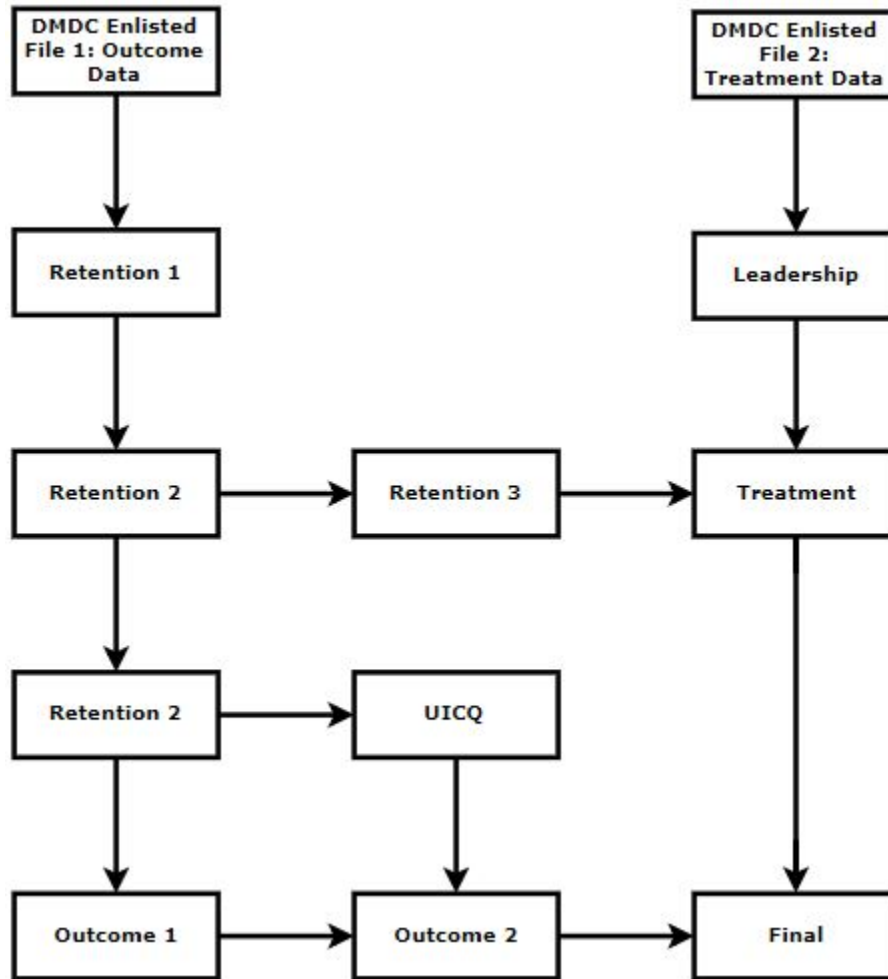 DMDC Enlisted
File 1: Outcome
Data
DMDC Enlisted
File 2:
Treatment Data
Retention 1
Leadership
Retention 2
Retention 3
Treatment
Retention 2
UICQ
Outcome 1
Outcome 2
Final